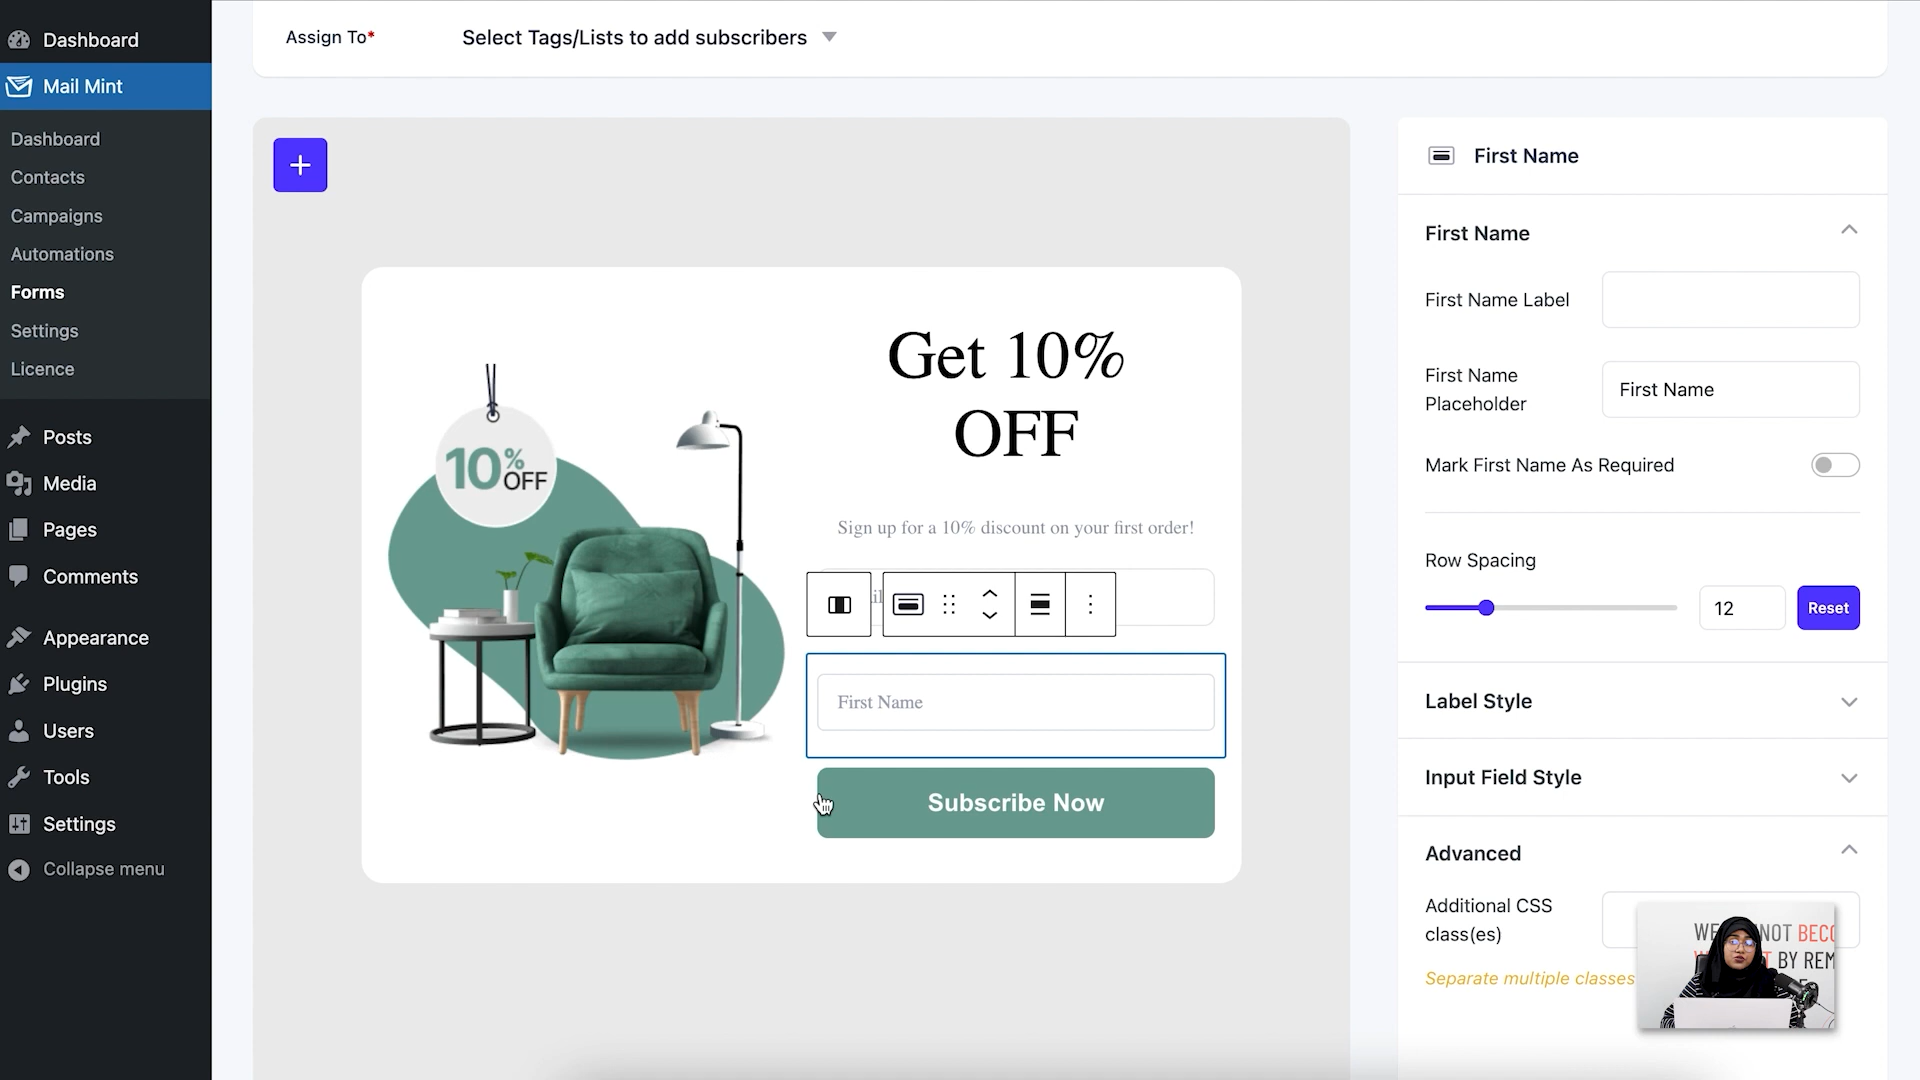 Dashboard
Mail Mint
Dashboard
Contacts
Campaigns
Automations
Forms
Settings
Licence
Posts
Media
Pages
Comments
Appearance
Plugins
Users
Tools
Settings
Collapse menu
Assign To*
Select Tags/Lists to add subscribers
10%
OFF
Get 10%
OFF
Sign up for a 10% discount on your first order!
First Name
Subscribe Now
First Name
First Name
First Name Label
First Name
Placeholder
First Name
Mark First Name As Required
Row Spacing
12
Reset
Label Style
Input Field Style
Advanced
Additional CSS
class(es)
Separate multiple classes
NOT
BY